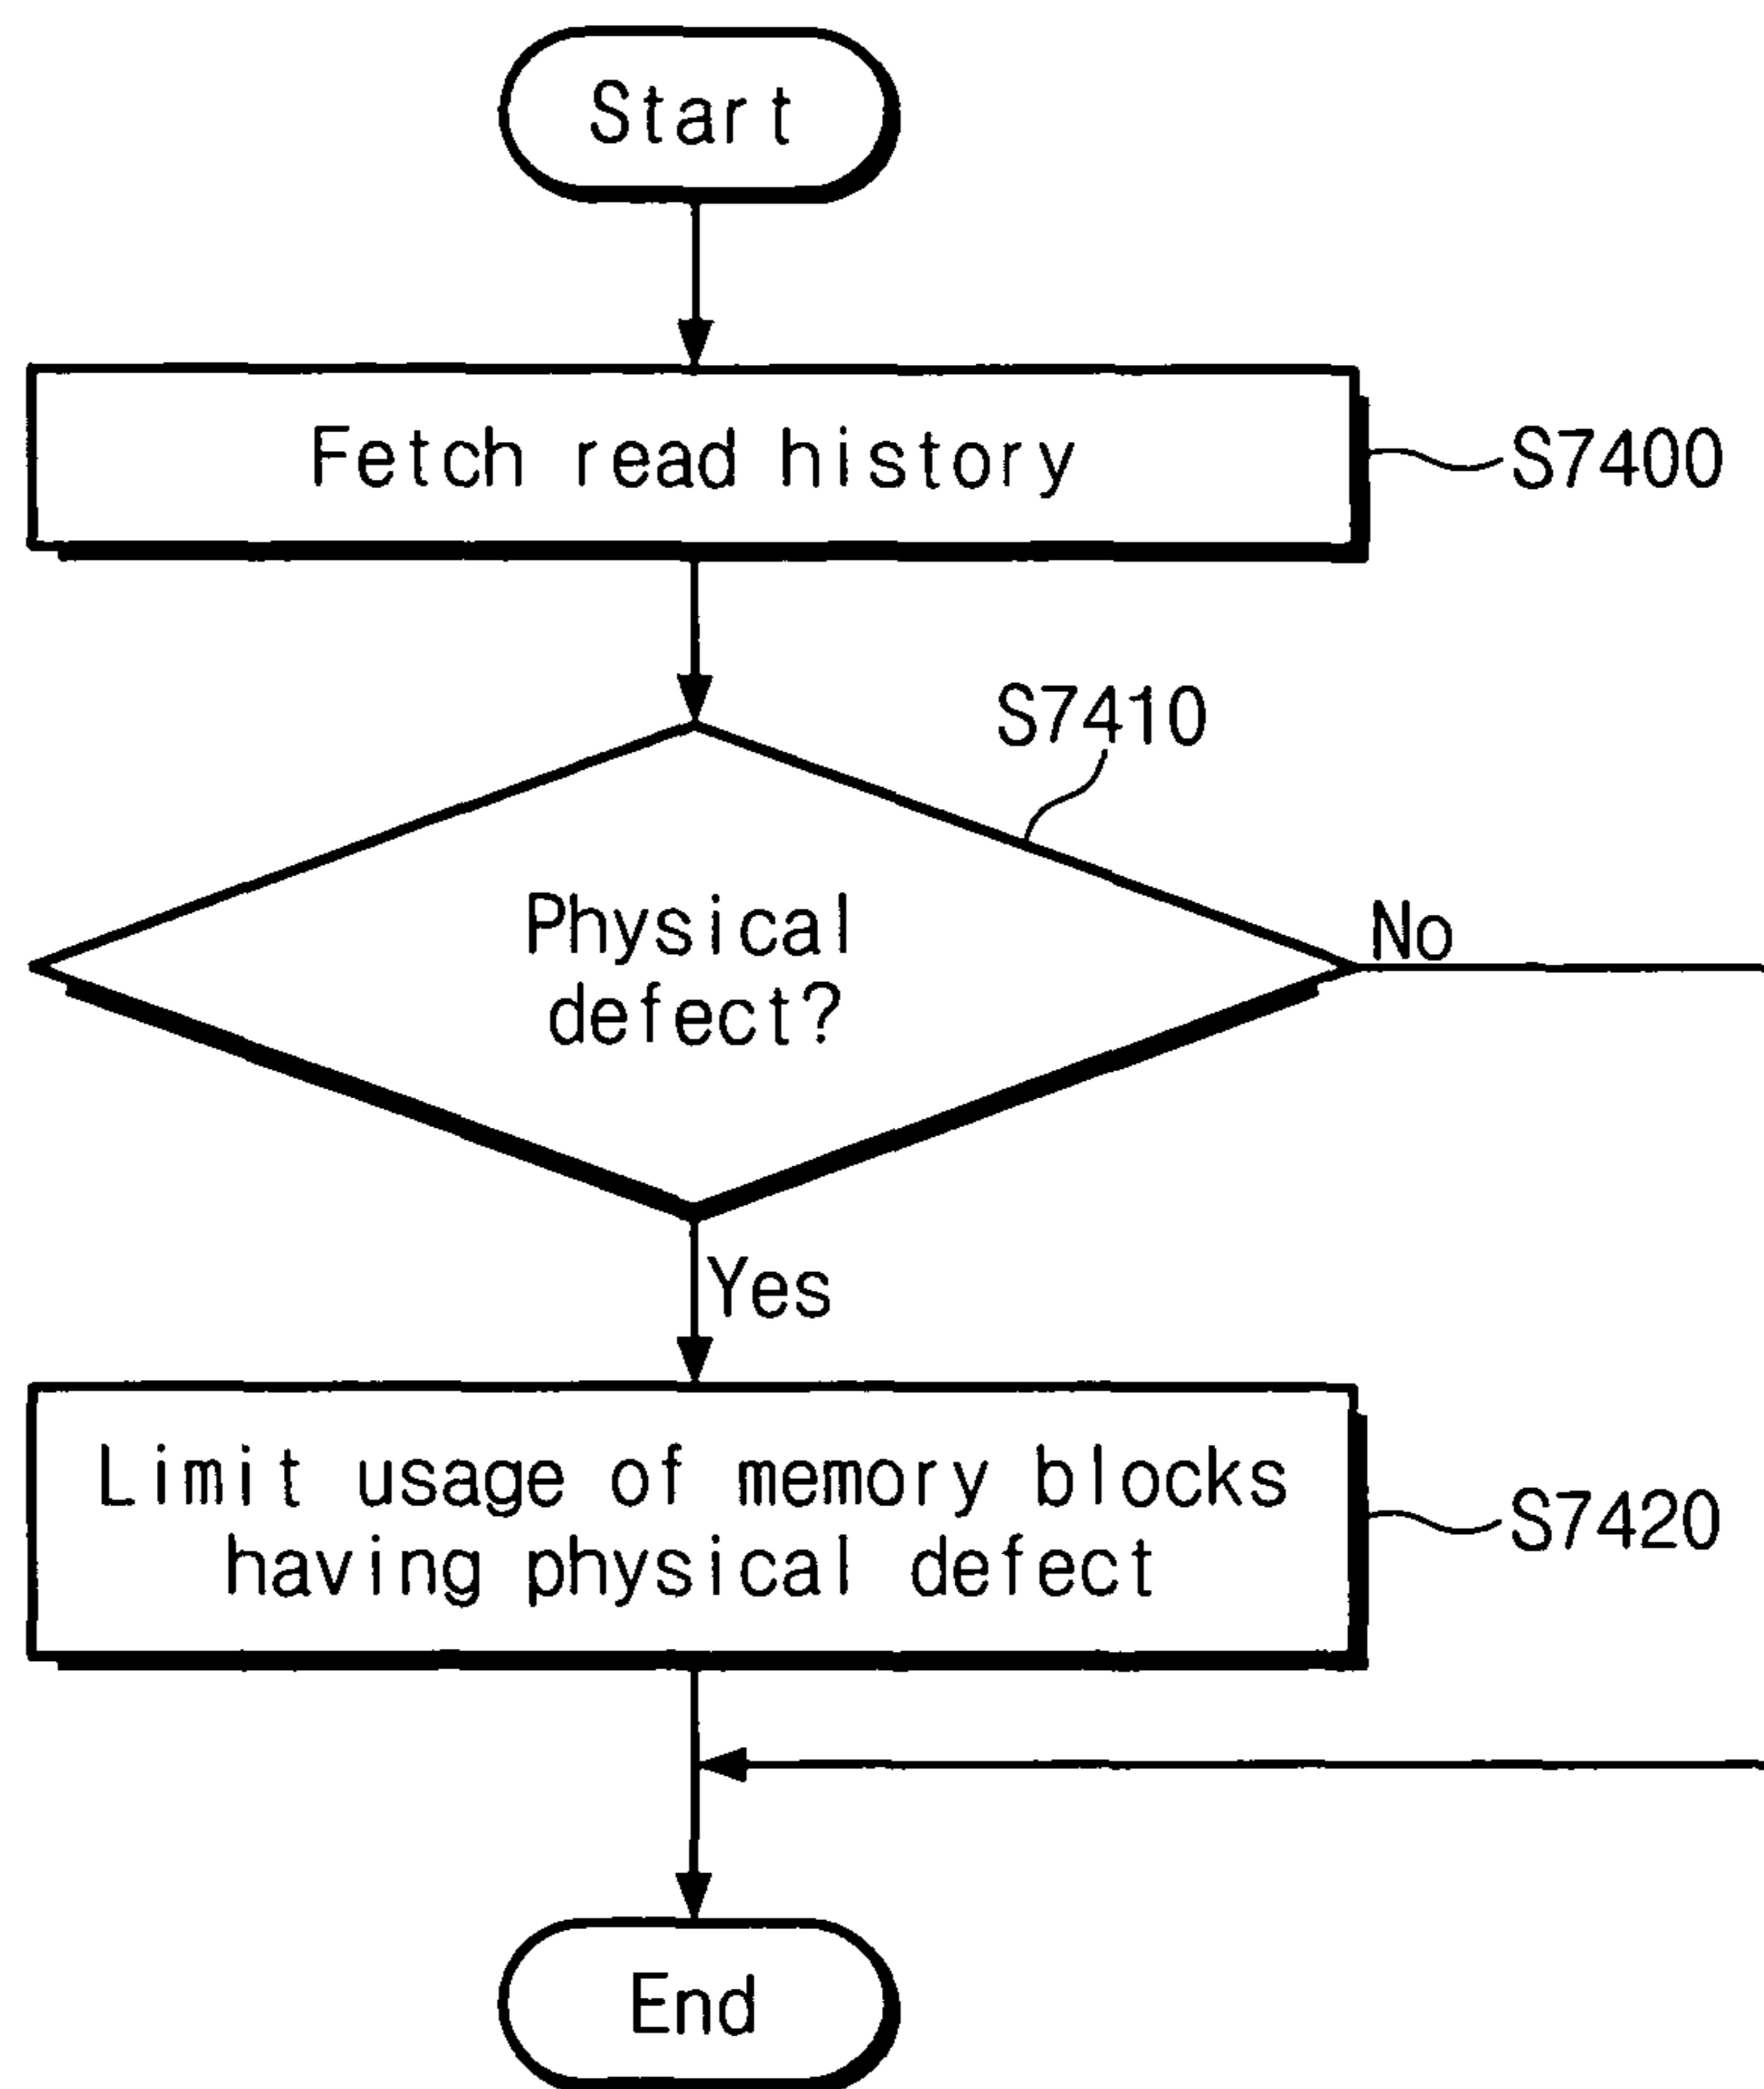 Start
Fetch read history
S7400
S7410
Physical
defect?
No
Yes
Limit usage of memory blocks
having physical defect
S7420
End